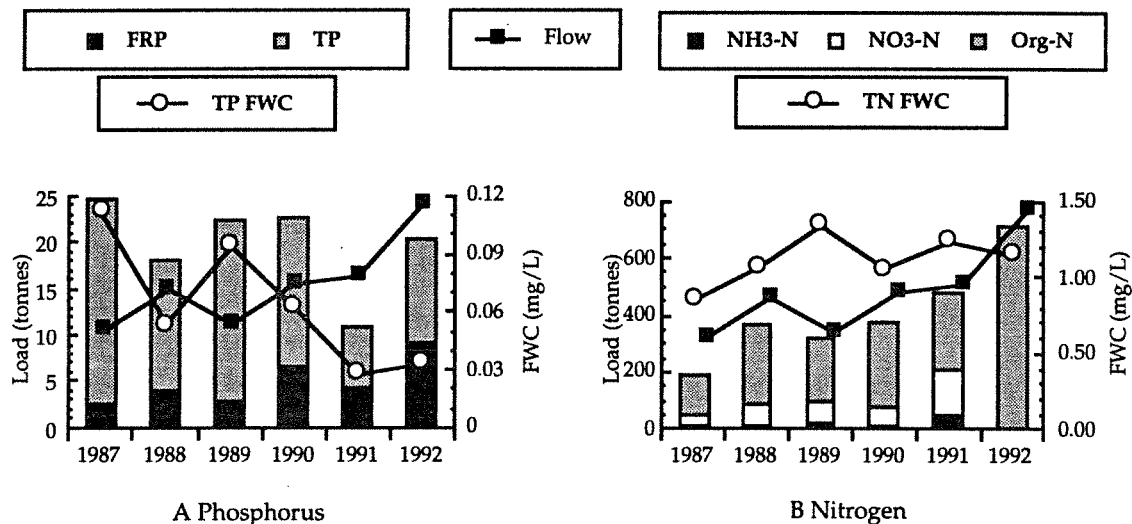 FRP TP
Flow
NH3-N NO3-N Org-N
TP FWC
TN FWC
25
20
15
10
5
0
Load (tonnes)
0.12
0.09
0.06
0.03
0
FWC (mg/L)
1987 1988 1989 1990 1991 1992
A Phosphorus
800
600
400
200
0
Load (tonnes)
1.50
1.00
0.50
0.00
FWC (mg/L)
1987 1988 1989 1990 1991 1992
B Nitrogen